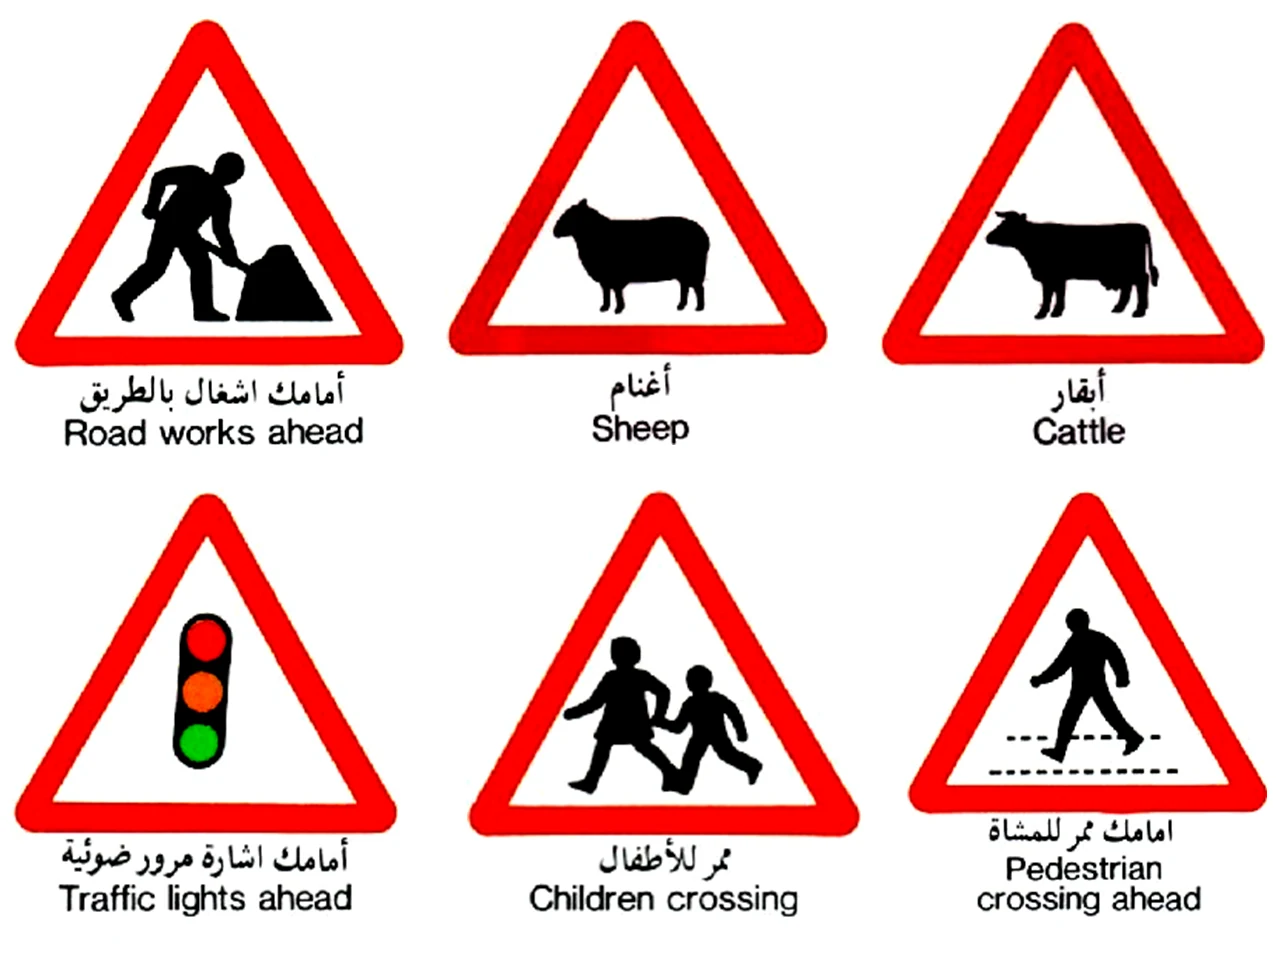 أمامك اشغال بالطريق
Road works ahead
أغنام
Sheep
أبقار
Cattle
أمامك اشارة مرور ضوئية
Traffic lights ahead
ممر للأطفال
Children crossing
امامك ممر للمشاة
Pedestrian
crossing ahead